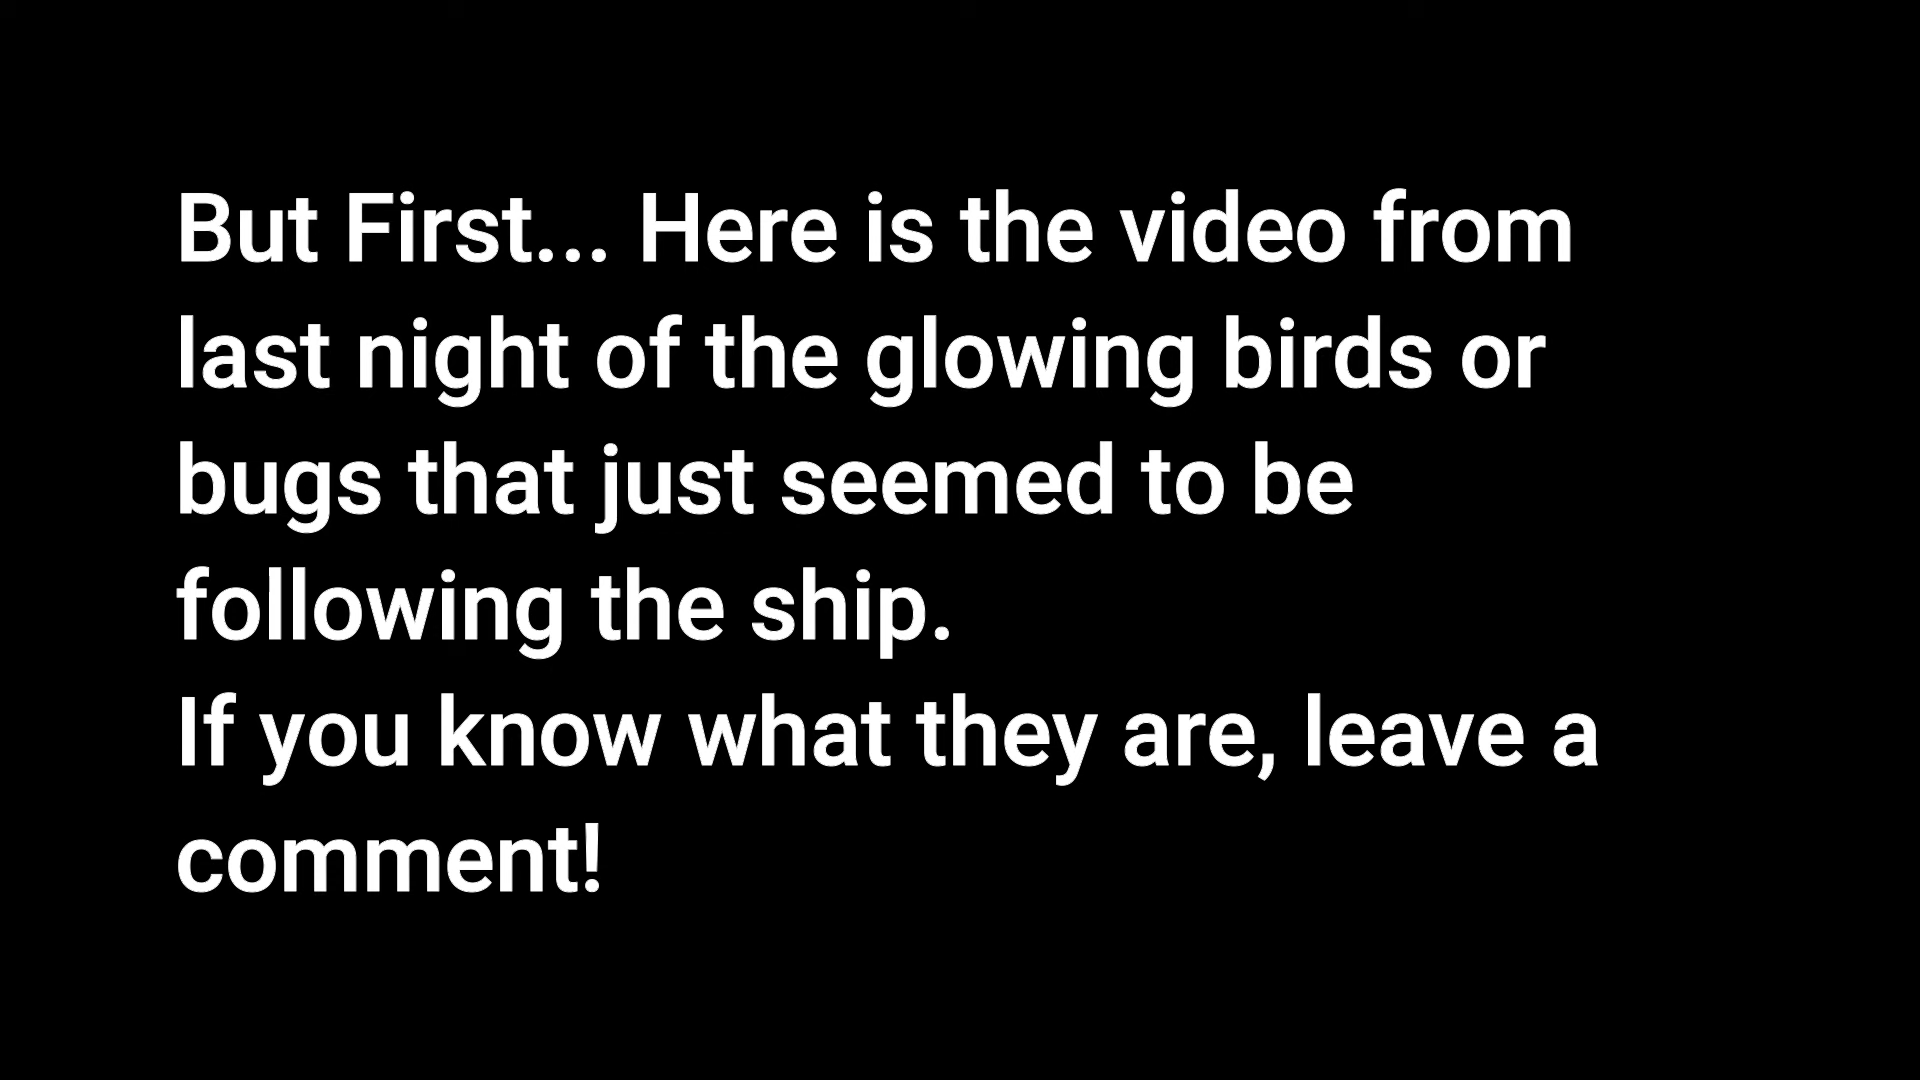 But First... Here is the video from
last night of the glowing birds or
bugs that just seemed to be
following the ship.
If you know what they are, leave a
comment!